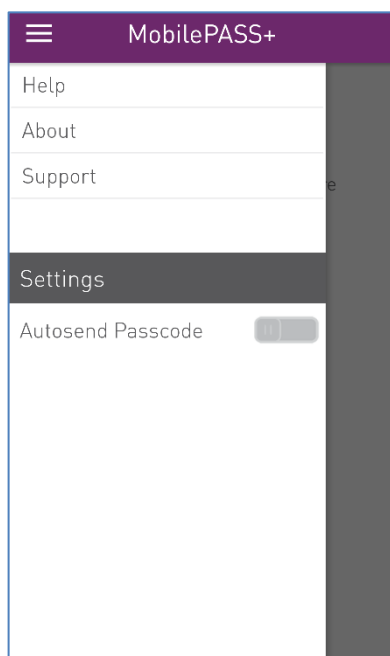 MobilePASS+
Help
About
Support
e
Settings
Autosend Passcode